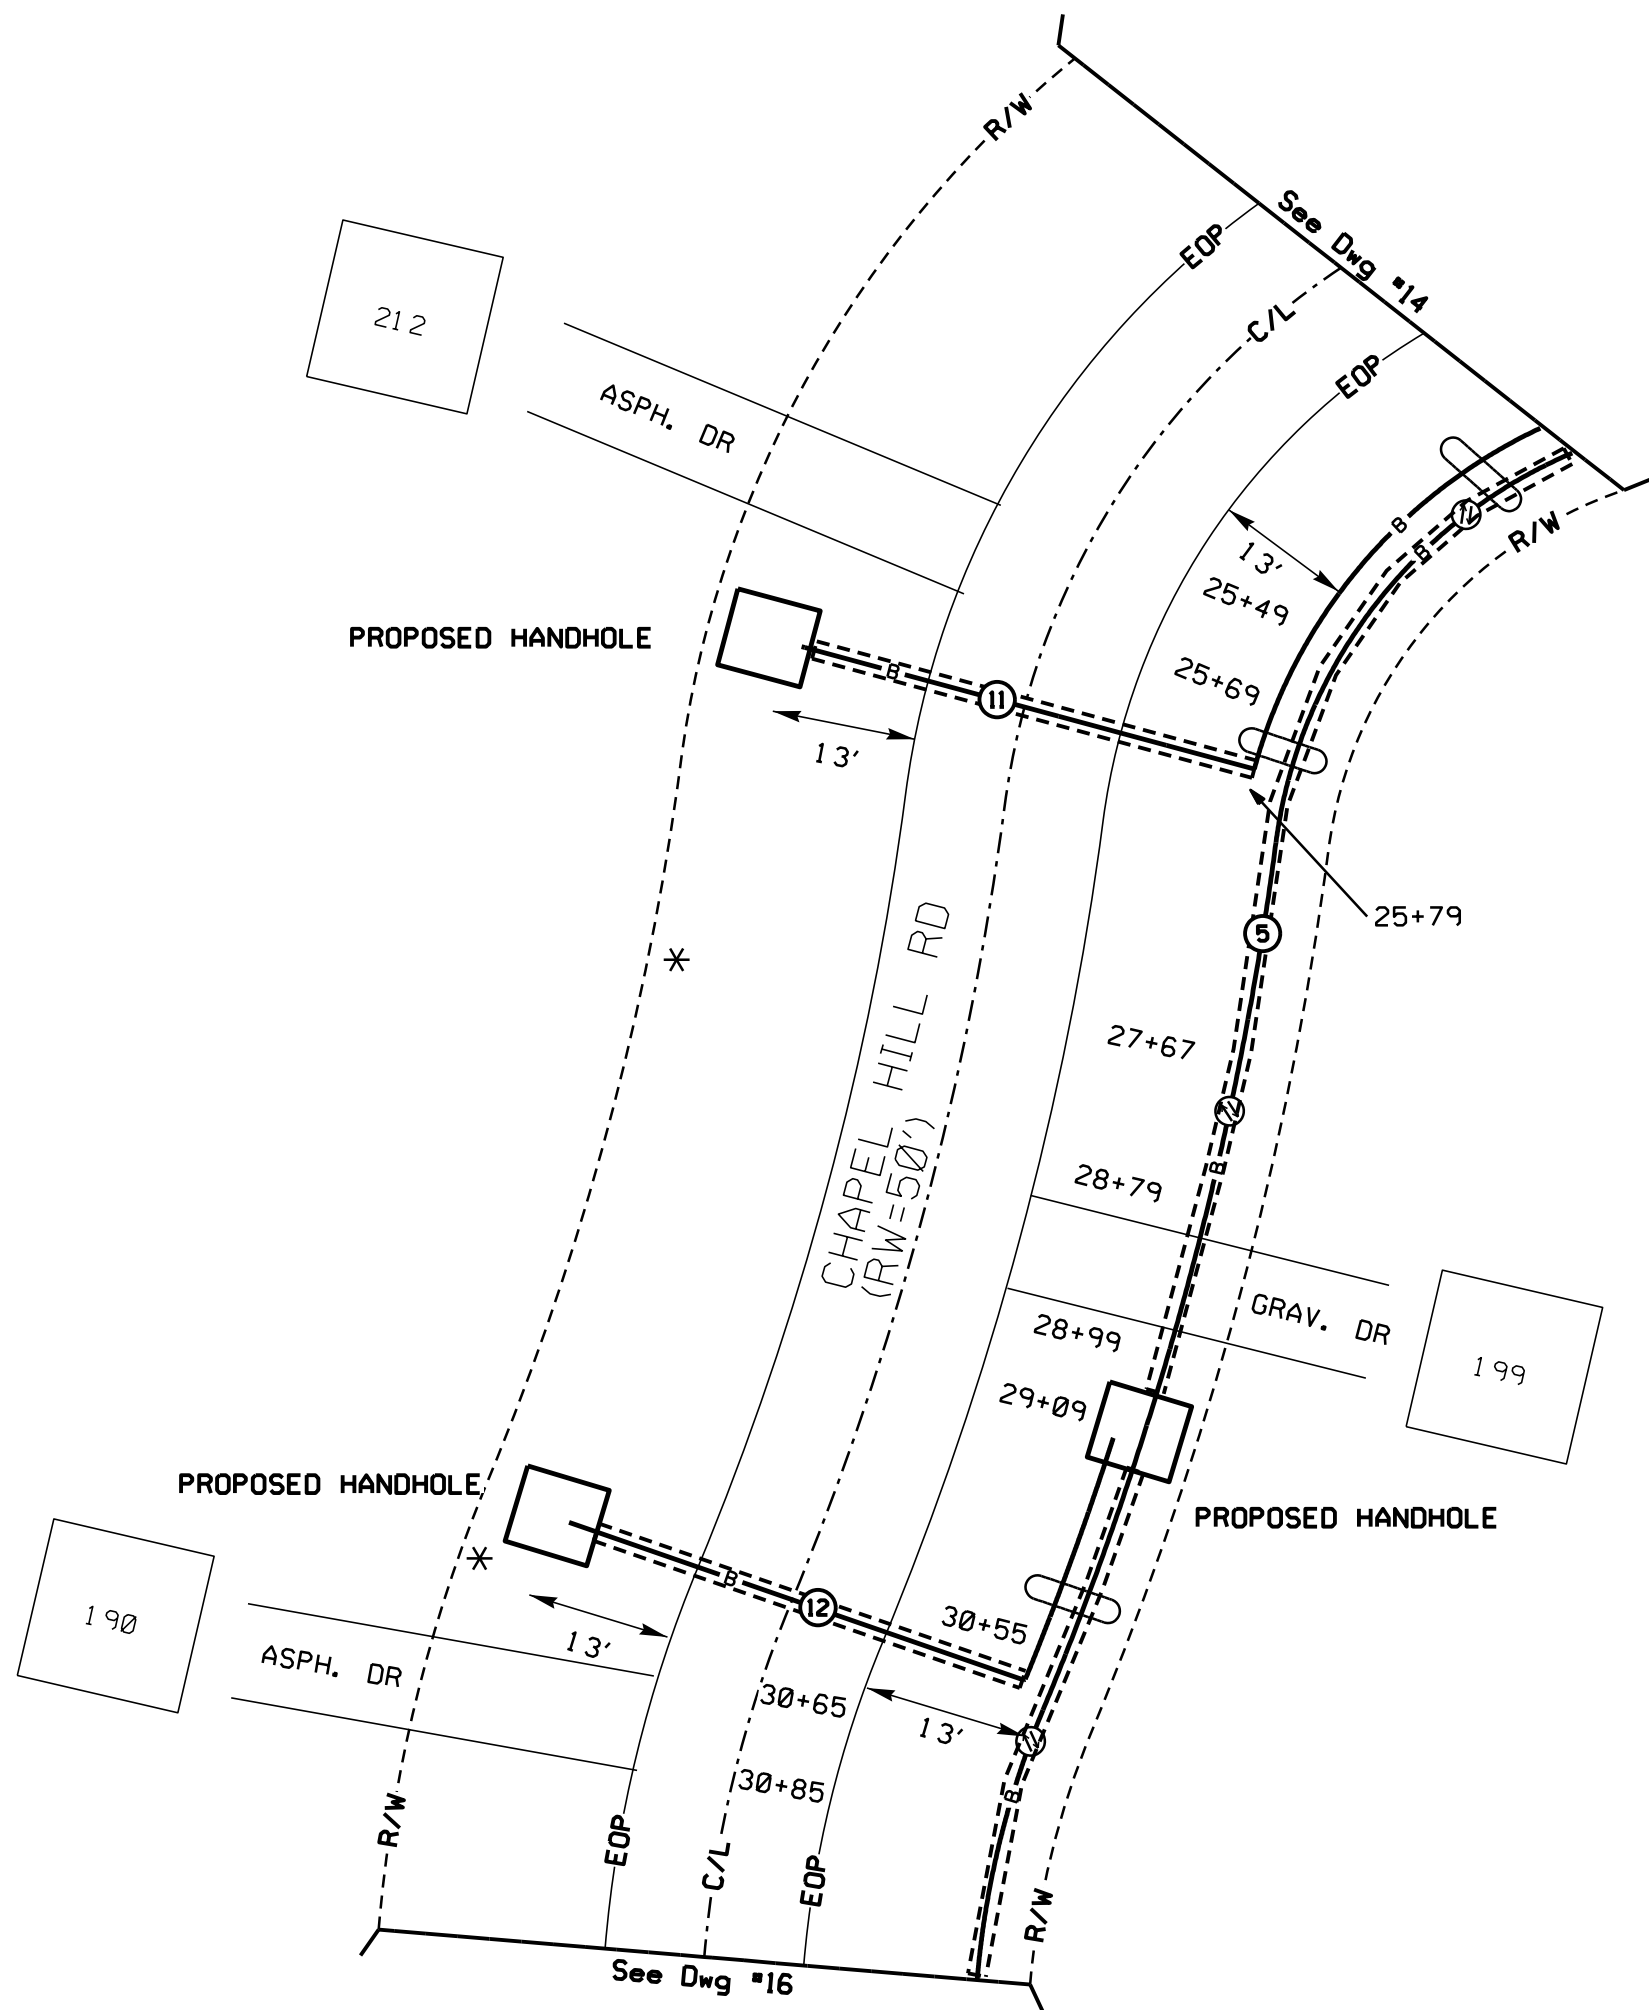 R/W
EOP
See Dwg #14
C/L
EOP
212
ASPH. DR
B
B
R/W
13'
25+49
PROPOSED HANDHOLE
25+69
B
11
13'
25+79
5
CHAPEL HILL RD
(RW=50')
27+67
B
28+79
GRAV. DR
28+99
199
29+09
PROPOSED HANDHOLE
PROPOSED HANDHOLE
B
12
190
30+55
13'
ASPH. DR
30+65
13'
30+85
B
R/W
EOP
C/L
EOP
R/W
See Dwg #16